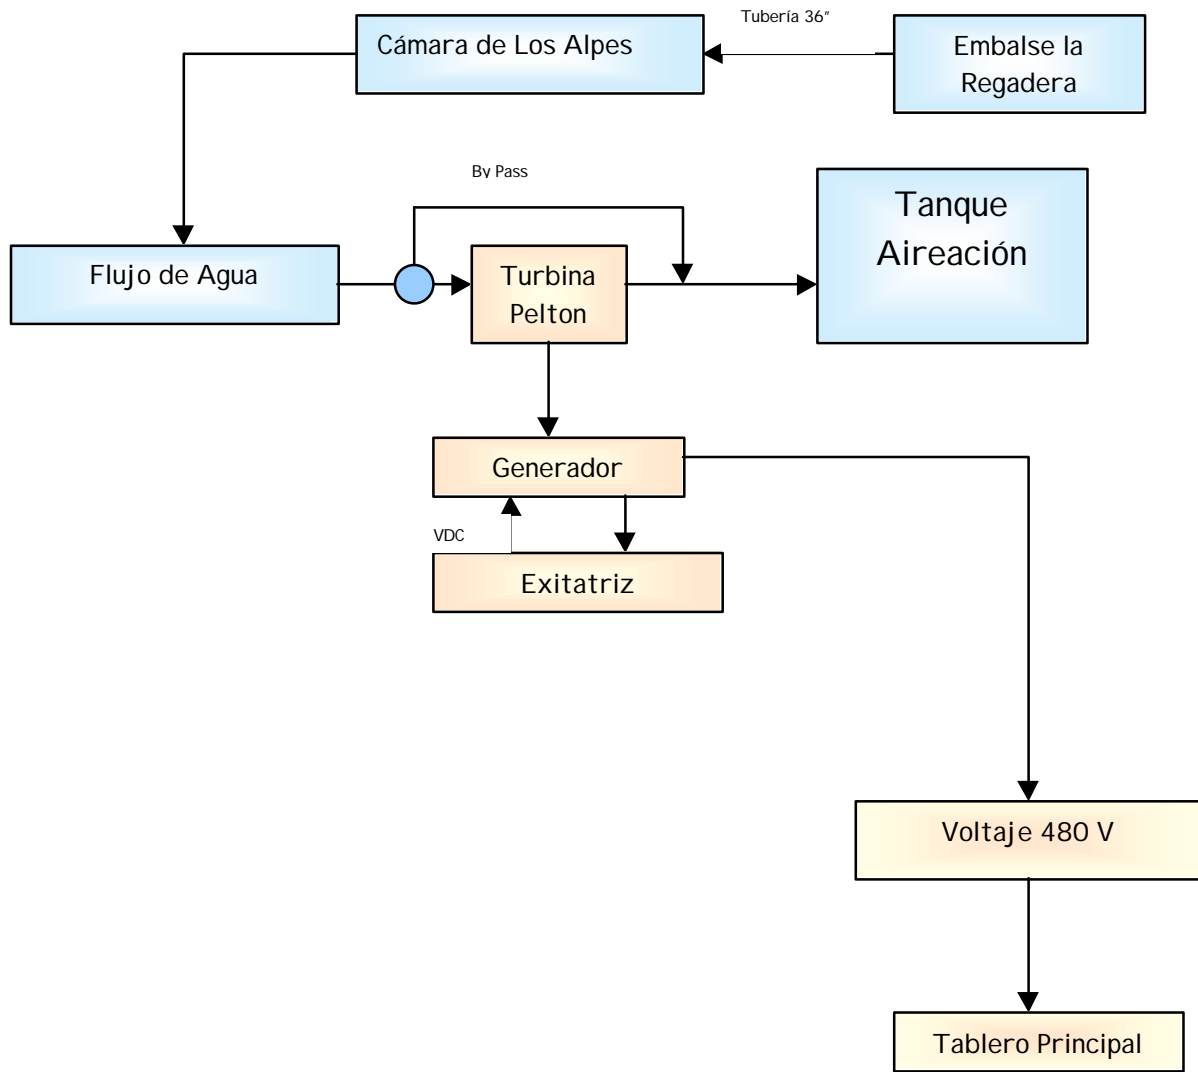 Tubería 36"
Cámara de Los Alpes
Embalse la
Regadera
By Pass
Tanque
Aireación
Flujo de Agua
Turbina
Pelton
Generador
VDC
Exitatriz
Voltaje 480 V
Tablero Principal